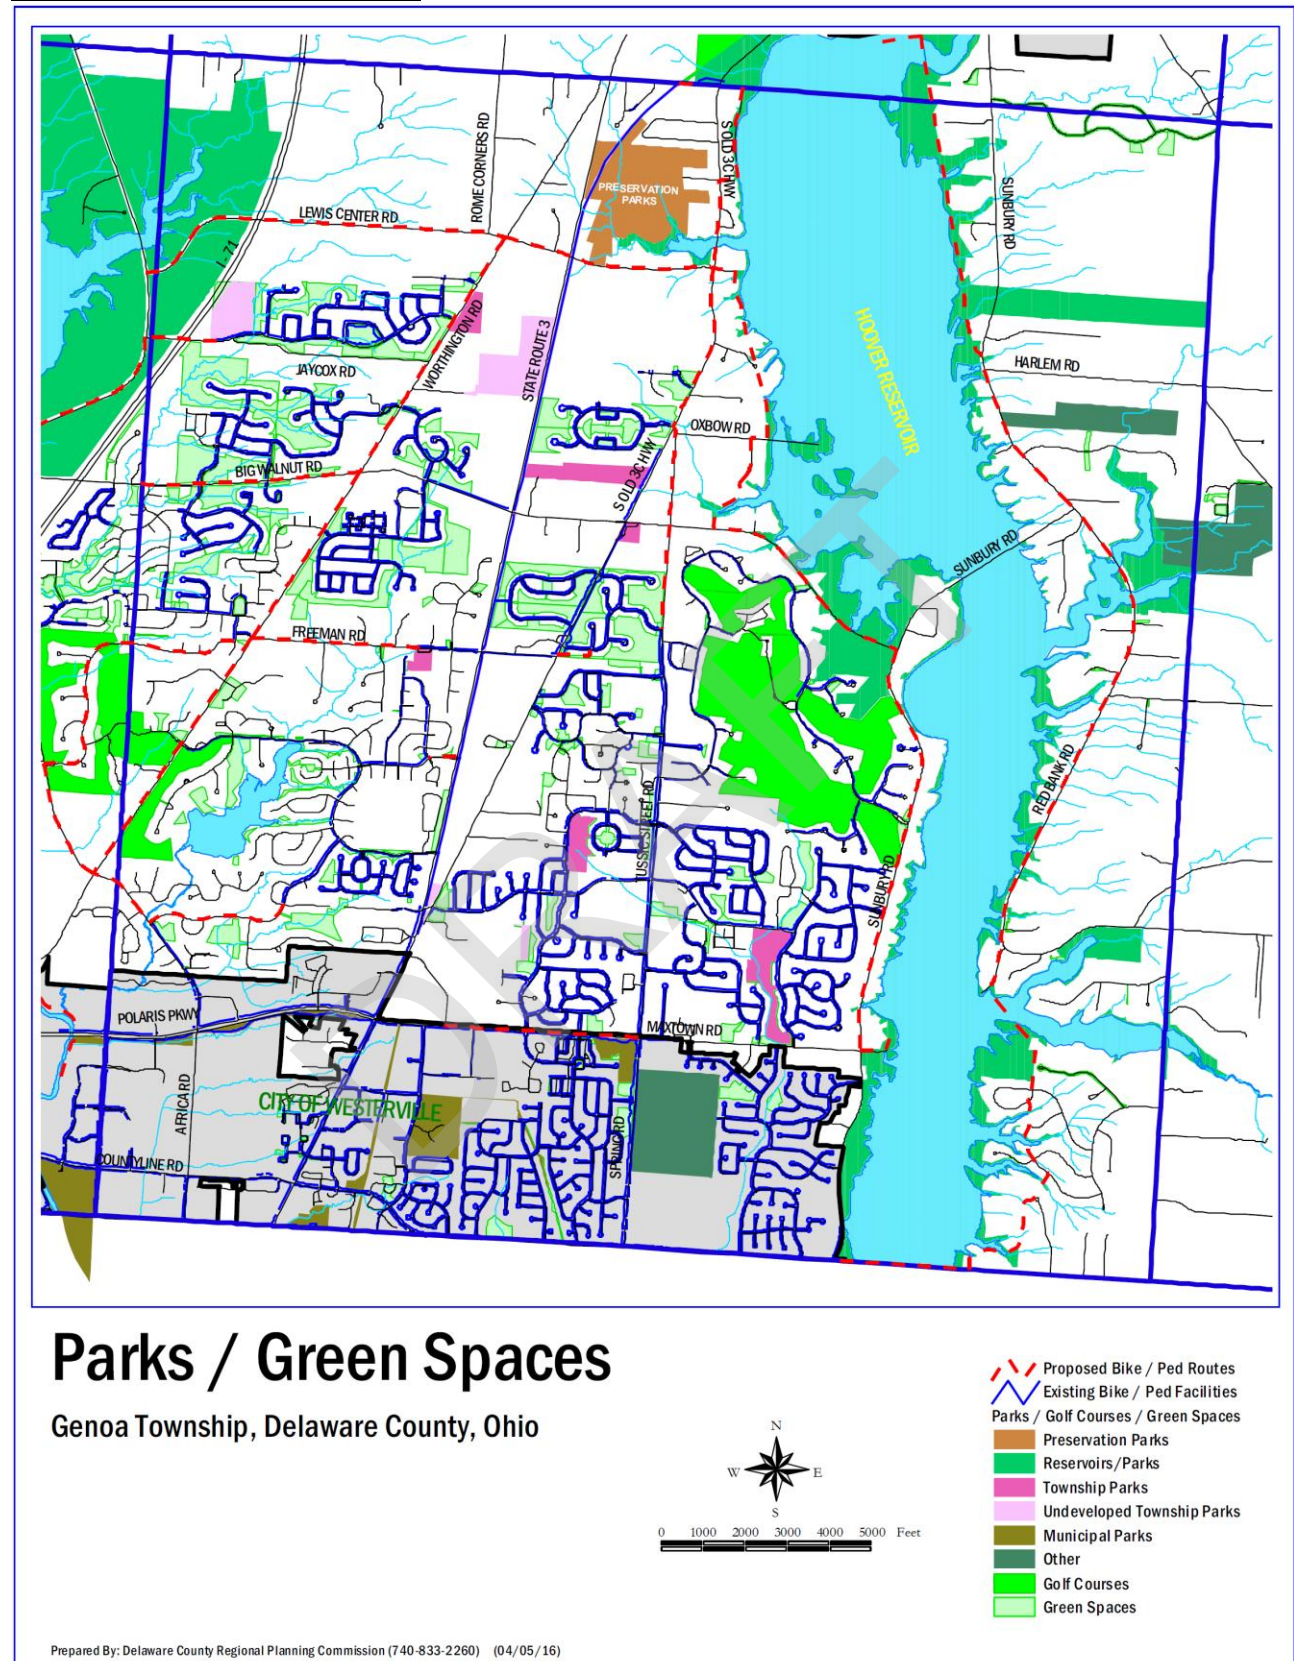 LEWIS CENTER RD
ROME CORNERS RD
I - 71
PRESERVATION
PARKS
S OLD 3C HWY
SUNBURY RD
HOOVER RESERVOIR
HARLEM RD
WORTHINGTON RD
STATE ROUTE 3
JAYCOX RD
OXBOW RD
BIG WALNUT RD
S OLD 3C HWY
SUNBURY RD
FREEMAN RD
RED BANK RD
TUSSIC STREET RD
SUNBURY RD
DRAFT
POLARIS PKWY
MAXTOWN RD
AFRICA RD
CITY OF WESTERVILLE
SPRING RD
COUNTYLINE RD
Parks / Green Spaces
Genoa Township, Delaware County, Ohio
N
W
E
S
0 1000 2000 3000 4000 5000 Feet
Proposed Bike / Ped Routes
Existing Bike / Ped Facilities
Parks / Golf Courses / Green Spaces
Preservation Parks
Reservoirs/Parks
Township Parks
Undeveloped Township Parks
Municipal Parks
Other
Golf Courses
Green Spaces
Prepared By: Delaware County Regional Planning Commission (740-833-2260) (04/05/16)